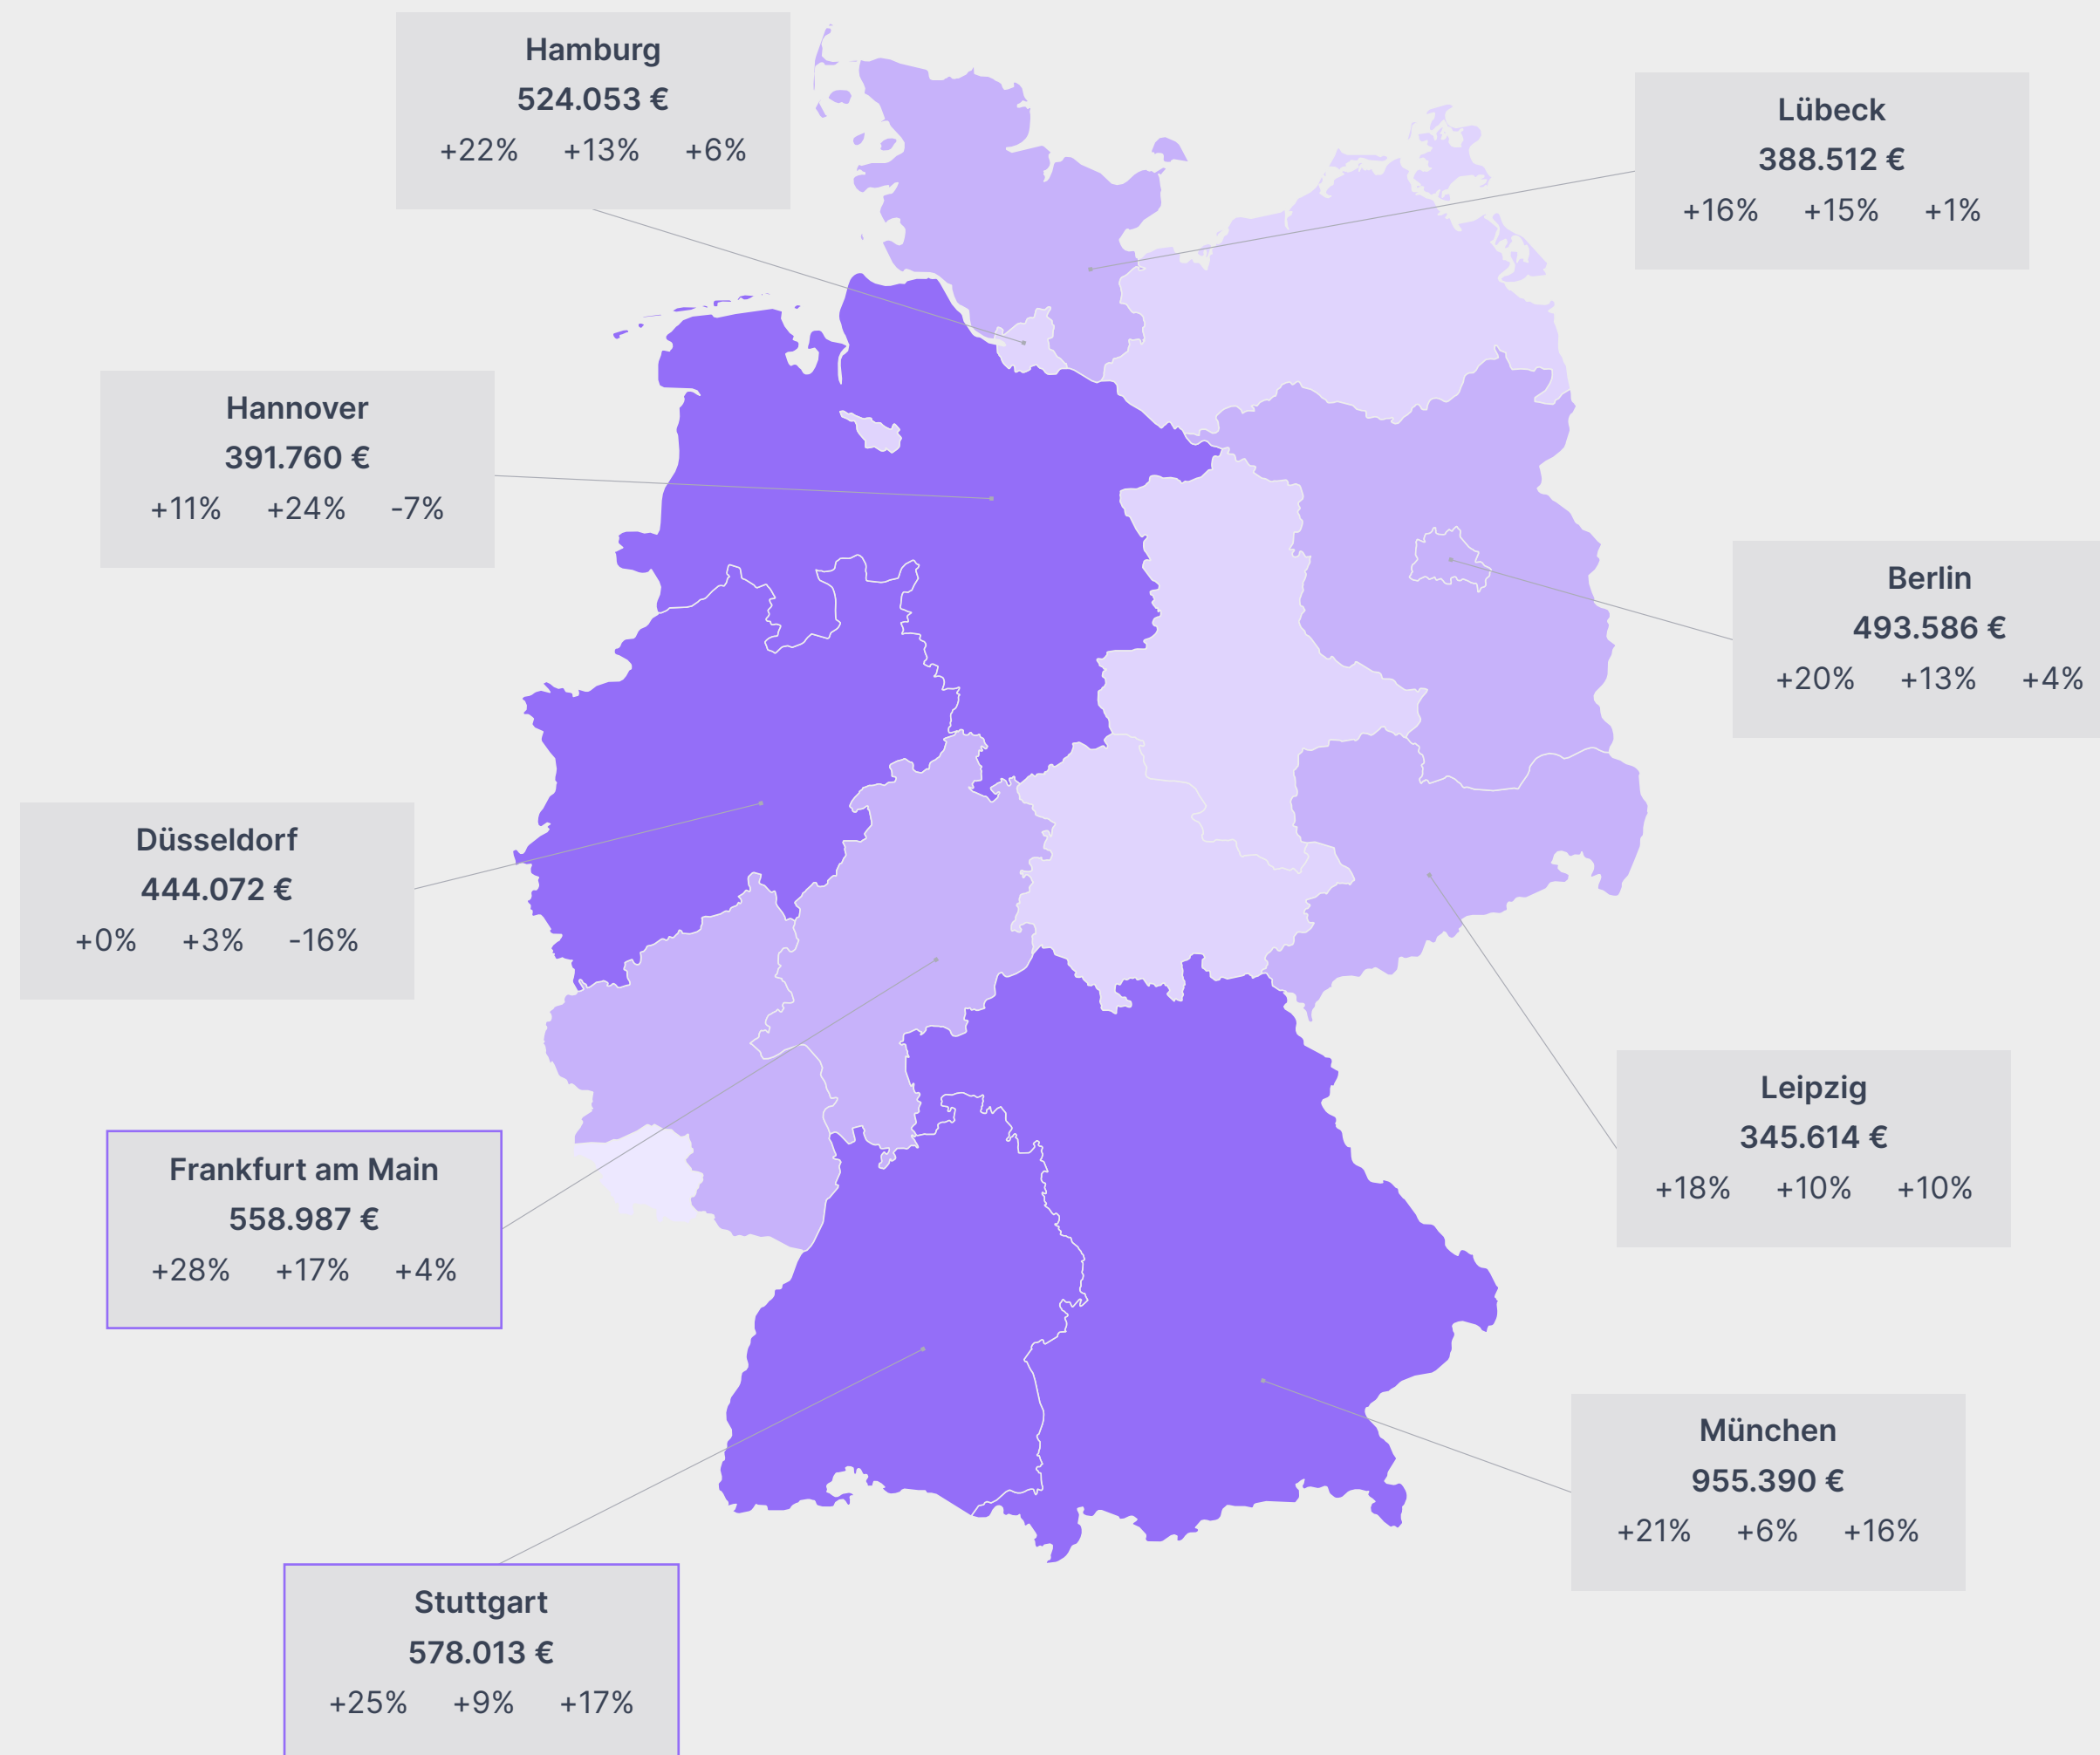 Hamburg
524.053 €
+22% +13% +6%
Lübeck
388.512 €
+16% +15% +1%
Hannover
391.760 €
+11% +24% -7%
Berlin
493.586 €
+20% +13% +4%
Düsseldorf
444.072 €
+0% +3% -16%
Leipzig
345.614 €
+18% +10% +10%
Frankfurt am Main
558.987 €
+28% +17% +4%
München
955.390 €
+21% +6% +16%
Stuttgart
578.013 €
+25% +9% +17%